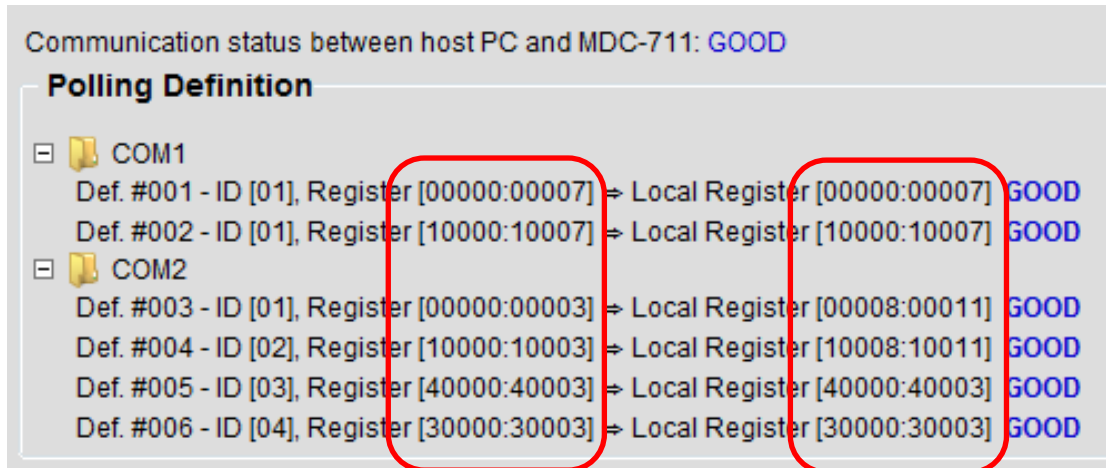 Communication status between host PC and MDC-711: GOOD
Polling Definition
COM1
Def. #001 - ID [01], Register [00000:00007] ⇒ Local Register [00000:00007] GOOD
Def. #002 - ID [01], Register [10000:10007] ⇒ Local Register [10000:10007] GOOD
COM2
Def. #003 - ID [01], Register [00000:00003] ⇒ Local Register [00008:00011] GOOD
Def. #004 - ID [02], Register [10000:10003] ⇒ Local Register [10008:10011] GOOD
Def. #005 - ID [03], Register [40000:40003] ⇒ Local Register [40000:40003] GOOD
Def. #006 - ID [04], Register [30000:30003] ⇒ Local Register [30000:30003] GOOD